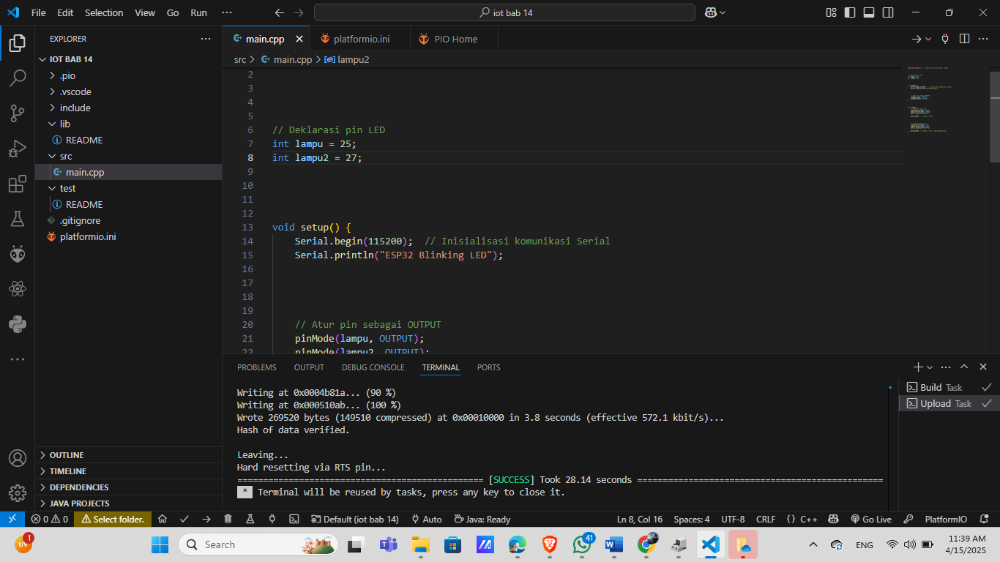 File Edit Selection View Go Run ··· iot bab 14
EXPLORER ···
IOT BAB 14
.pio
.vscode
include
lib
README
src
main.cpp
test
README
.gitignore
platformio.ini
OUTLINE
TIMELINE
DEPENDENCIES
JAVA PROJECTS
main.cpp platformio.ini PIO Home
src > main.cpp > lampu2
2
3
4
5
6 // Deklarasi pin LED
7 int lampu = 25;
8 int lampu2 = 27;
9
10
11
12
13 void setup() {
14 Serial.begin(115200); // Inisialisasi komunikasi Serial
15 Serial.println("ESP32 Blinking LED");
16
17
18
19
20 // Atur pin sebagai OUTPUT
21 pinMode(lampu, OUTPUT);
22 pinMode(lampu2, OUTPUT);
PROBLEMS OUTPUT DEBUG CONSOLE TERMINAL PORTS
Writing at 0x0004b81a... (90 %)
Writing at 0x000510ab... (100 %)
Wrote 269520 bytes (149510 compressed) at 0x00010000 in 3.8 seconds (effective 572.1 kbit/s)...
Hash of data verified.
Leaving...
Hard resetting via RTS pin...
============================================== [SUCCESS] Took 28.14 seconds ==============================================
* Terminal will be reused by tasks, press any key to close it.
Build Task
Upload Task
0 0 Select folder. Default (iot bab 14) Auto Java: Ready Ln 8, Col 16 Spaces: 4 UTF-8 CRLF {} C++ Go Live PlatformIO
UV 1 Search 41 ENG 11:39 AM
4/15/2025